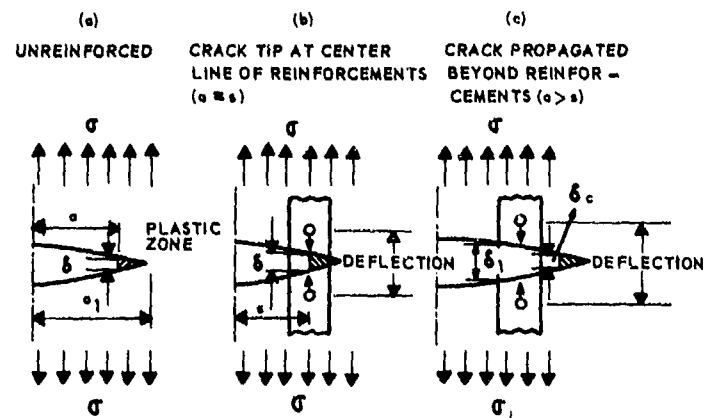 (a)
UNREINFORCED
(b)
CRACK TIP AT CENTER
LINE OF REINFORCEMENTS
(a ≈ s)
(c)
CRACK PROPAGATED
BEYOND REINFOR -
CEMENTS (a > s)
σ
σ
σ
a
PLASTIC
ZONE
δ
a1
δ
DEFLECTION
s
δc
δ1
DEFLECTION
σ
σ
σ